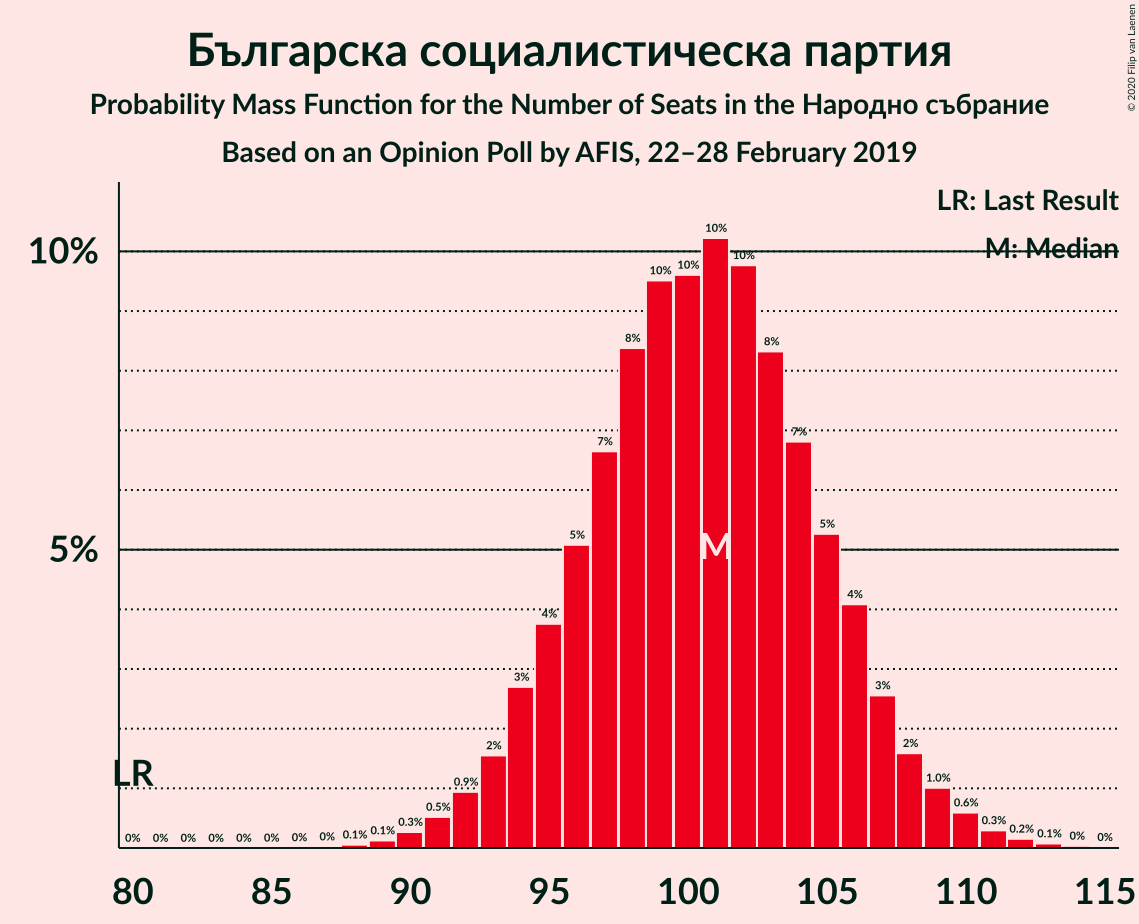 Българска социалистическа партия
Probability Mass Function for the Number of Seats in the Народно събрание
Based on an Opinion Poll by AFIS, 22–28 February 2019
© 2020 Filip van Laenen
LR: Last Result
M: Median
10%
5%
LR
M
0% 0% 0% 0% 0% 0% 0% 0% 0.1% 0.1% 0.3% 0.5% 0.9% 2% 3% 4% 5% 7% 8% 10% 10% 10% 10% 8% 7% 5% 4% 3% 2% 1.0% 0.6% 0.3% 0.2% 0.1% 0% 0%
80 85 90 95 100 105 110 115